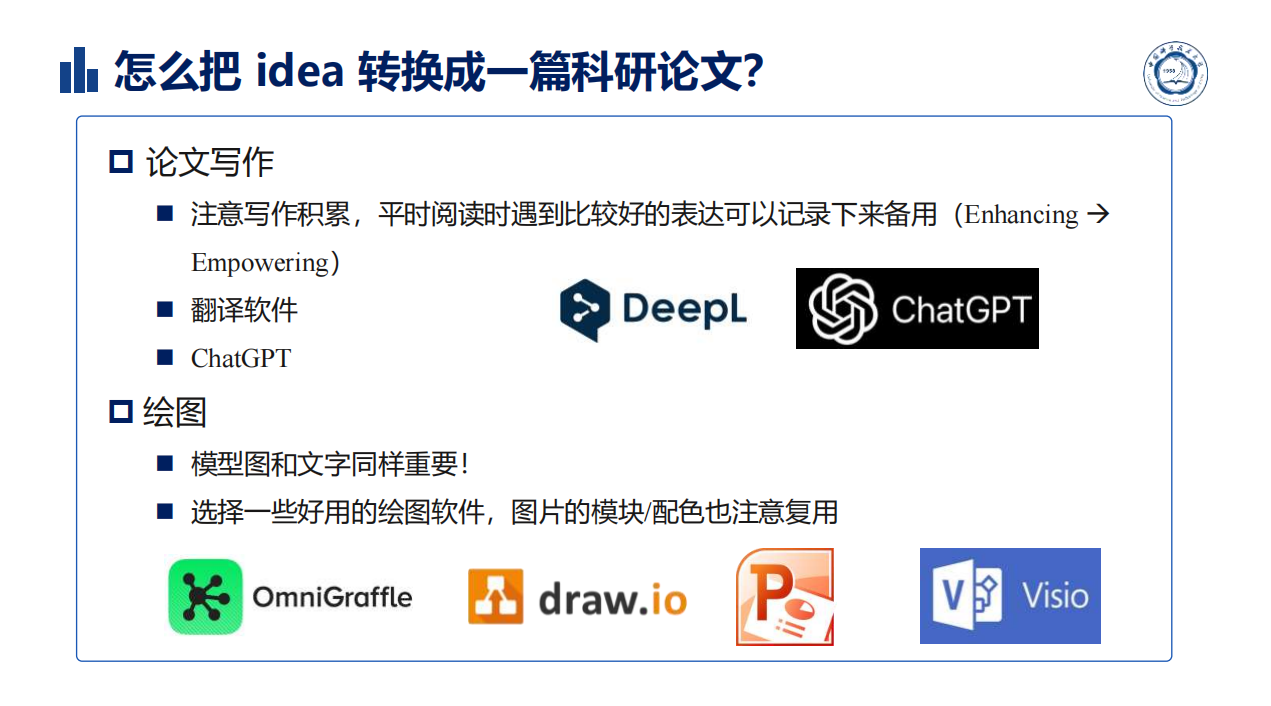 怎么把 idea 转换成一篇科研论文？
1958
论文写作
注意写作积累，平时阅读时遇到比较好的表达可以记录下来备用（Enhancing →
Empowering）
翻译软件
DeepL
ChatGPT
ChatGPT
绘图
模型图和文字同样重要！
选择一些好用的绘图软件，图片的模块/配色也注意复用
OmniGraffle
draw.io
P
V
Visio